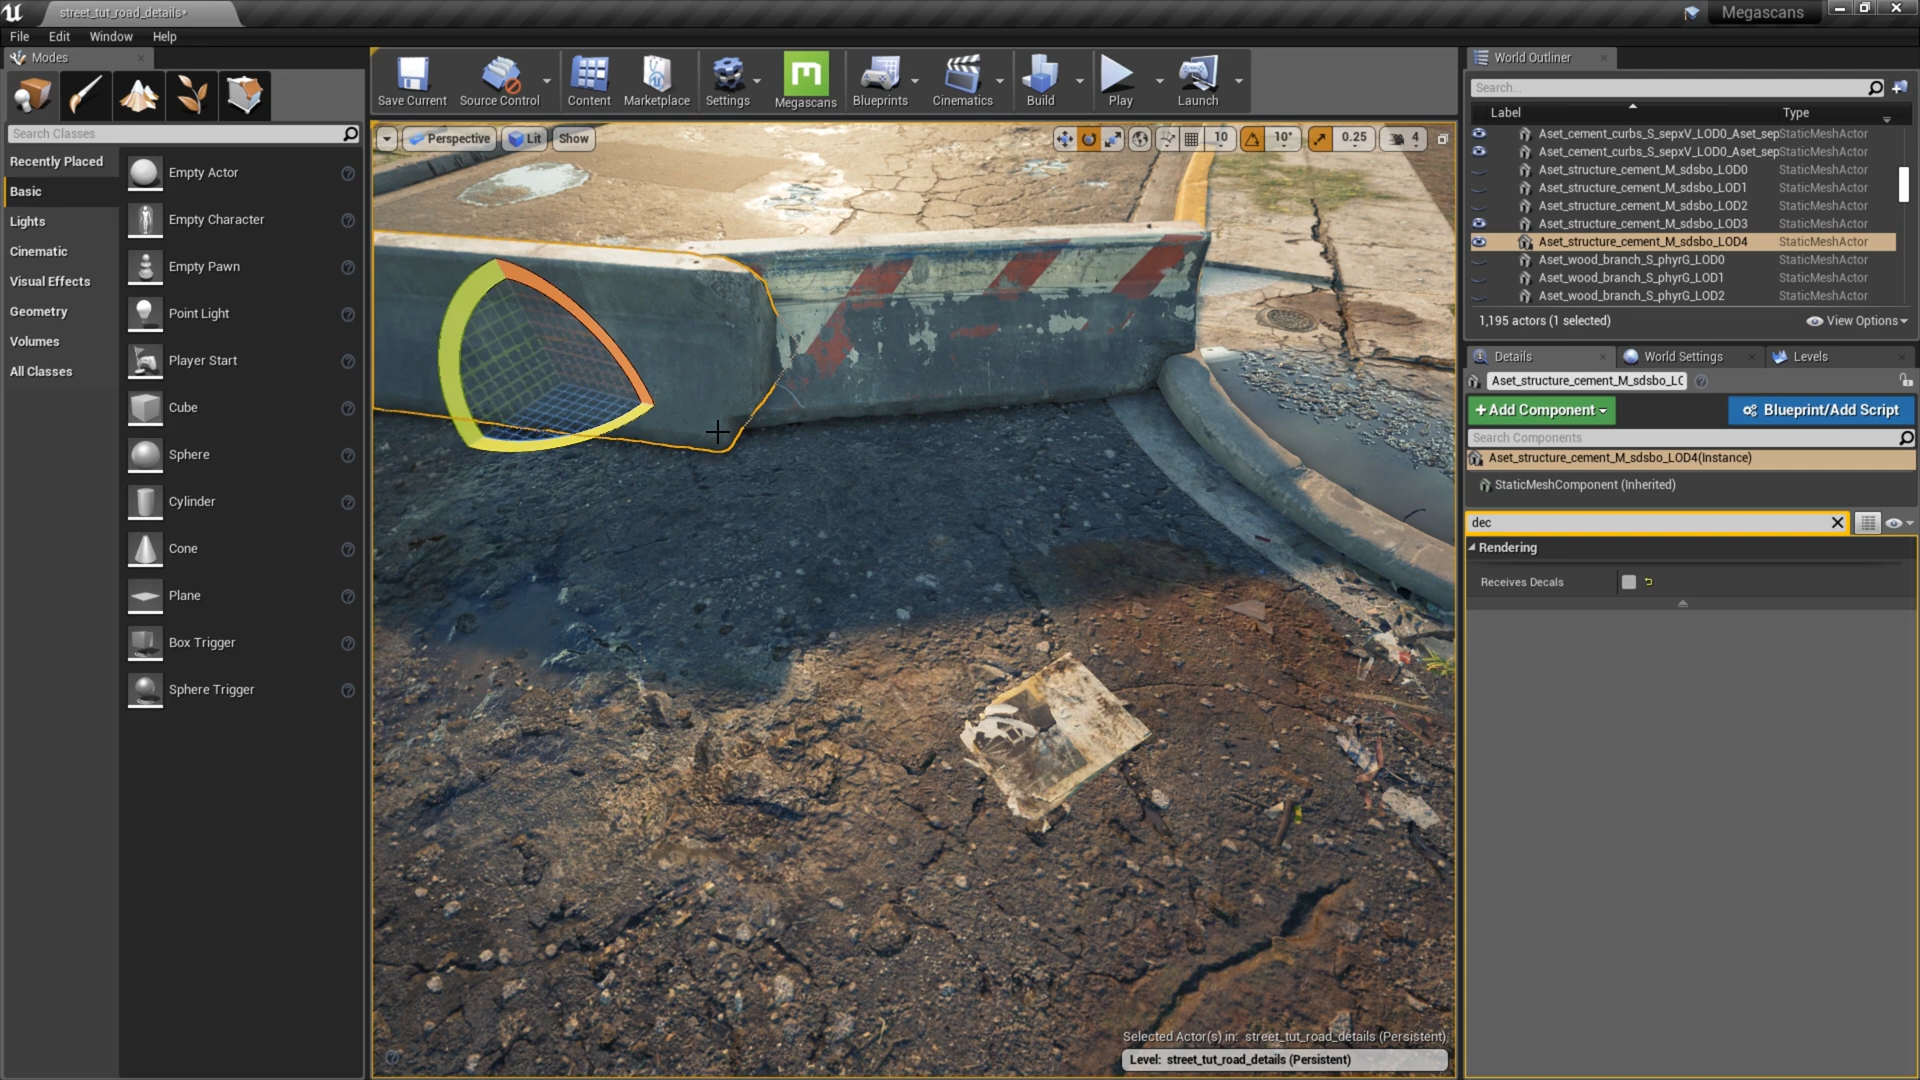 street_tut_road_details*
Megascans
File Edit Window Help
Modes
Search Classes
Recently Placed
Basic
Lights
Cinematic
Visual Effects
Geometry
Volumes
All Classes
Empty Actor
Empty Character
Empty Pawn
Point Light
Player Start
Cube
Sphere
Cylinder
Cone
Plane
Box Trigger
Sphere Trigger
Save Current Source Control Content Marketplace Settings Megascans Blueprints Cinematics Build Play Launch
Perspective Lit Show 10 10° 0.25 4
Selected Actor(s) in: street_tut_road_details (Persistent)
Level: street_tut_road_details (Persistent)
World Outliner
Search...
Label Type
Aset_cement_curbs_S_sepxV_LOD0_Aset_sep StaticMeshActor
Aset_cement_curbs_S_sepxV_LOD0_Aset_sep StaticMeshActor
Aset_structure_cement_M_sdsbo_LOD0 StaticMeshActor
Aset_structure_cement_M_sdsbo_LOD1 StaticMeshActor
Aset_structure_cement_M_sdsbo_LOD2 StaticMeshActor
Aset_structure_cement_M_sdsbo_LOD3 StaticMeshActor
Aset_structure_cement_M_sdsbo_LOD4 StaticMeshActor
Aset_wood_branch_S_phyrG_LOD0 StaticMeshActor
Aset_wood_branch_S_phyrG_LOD1 StaticMeshActor
Aset_wood_branch_S_phyrG_LOD2 StaticMeshActor
1,195 actors (1 selected) View Options
Details World Settings Levels
Aset_structure_cement_M_sdsbo_LC
+Add Component Blueprint/Add Script
Search Components
Aset_structure_cement_M_sdsbo_LOD4(Instance)
StaticMeshComponent (Inherited)
dec
Rendering
Receives Decals